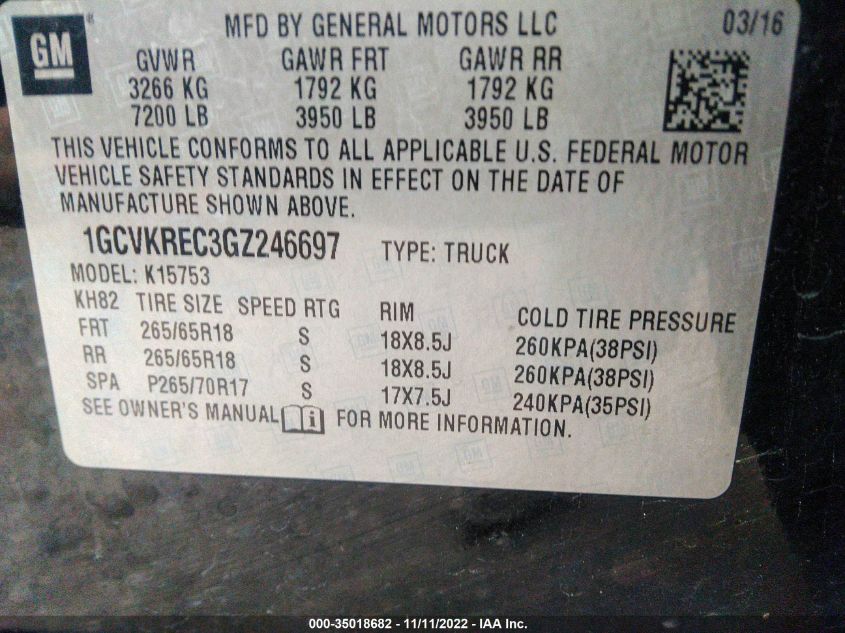 GM ® MFD BY GENERAL MOTORS LLC 03/16
GVWR GAWR FRT GAWR RR
3266 KG 1792 KG 1792 KG
7200 LB 3950 LB 3950 LB
THIS VEHICLE CONFORMS TO ALL APPLICABLE U.S. FEDERAL MOTOR
VEHICLE SAFETY STANDARDS IN EFFECT ON THE DATE OF
MANUFACTURE SHOWN ABOVE.
1GCVKREC3GZ246697 TYPE: TRUCK
MODEL: K15753
KH82 TIRE SIZE SPEED RTG RIM COLD TIRE PRESSURE
FRT 265/65R18 S 18X8.5J 260KPA(38PSI)
RR 265/65R18 S 18X8.5J 260KPA(38PSI)
SPA P265/70R17 S 17X7.5J 240KPA(35PSI)
SEE OWNER'S MANUAL i FOR MORE INFORMATION.
000-35018682 - 11/11/2022 - IAA Inc.